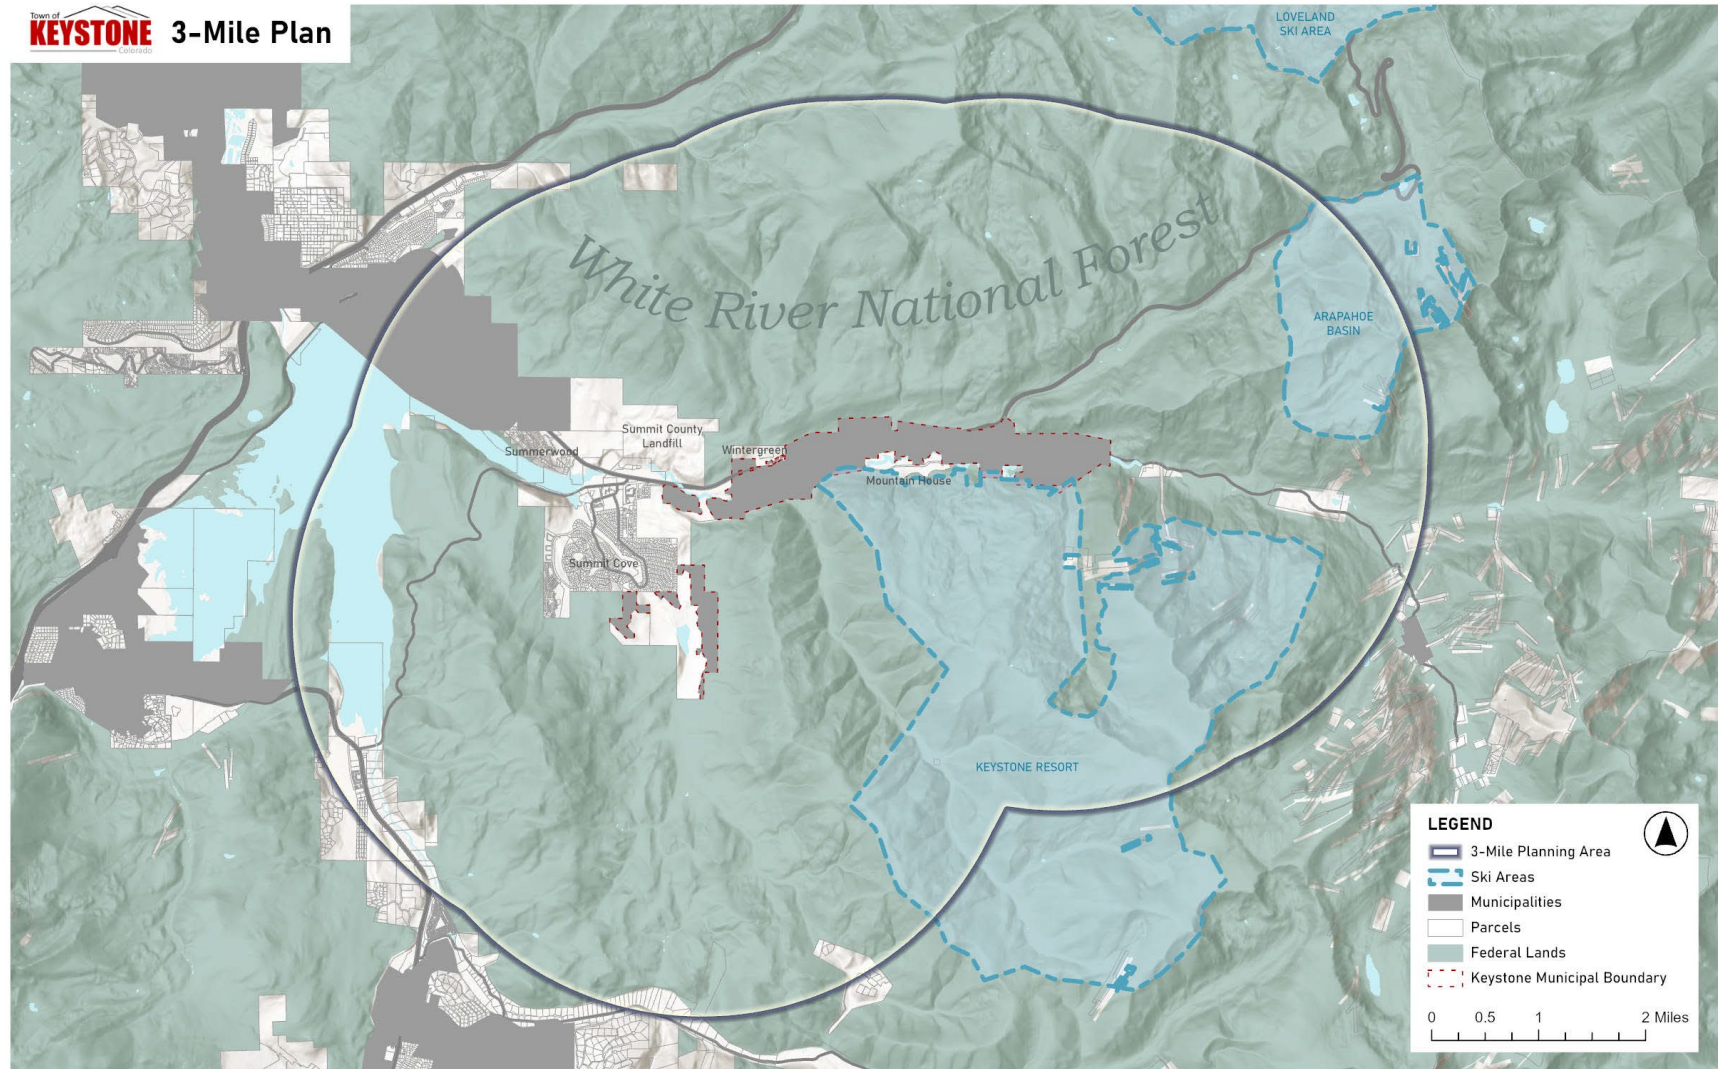 Town of
KEYSTONE
Colorado
3-Mile Plan
LOVELAND
SKI AREA
White River National Forest
ARAPAHOE
BASIN
Summit County
Landfill
Summerwood
Wintergreen
Mountain House
Summit Cove
KEYSTONE RESORT
LEGEND
3-Mile Planning Area
Ski Areas
Municipalities
Parcels
Federal Lands
Keystone Municipal Boundary
0 0.5 1 2 Miles